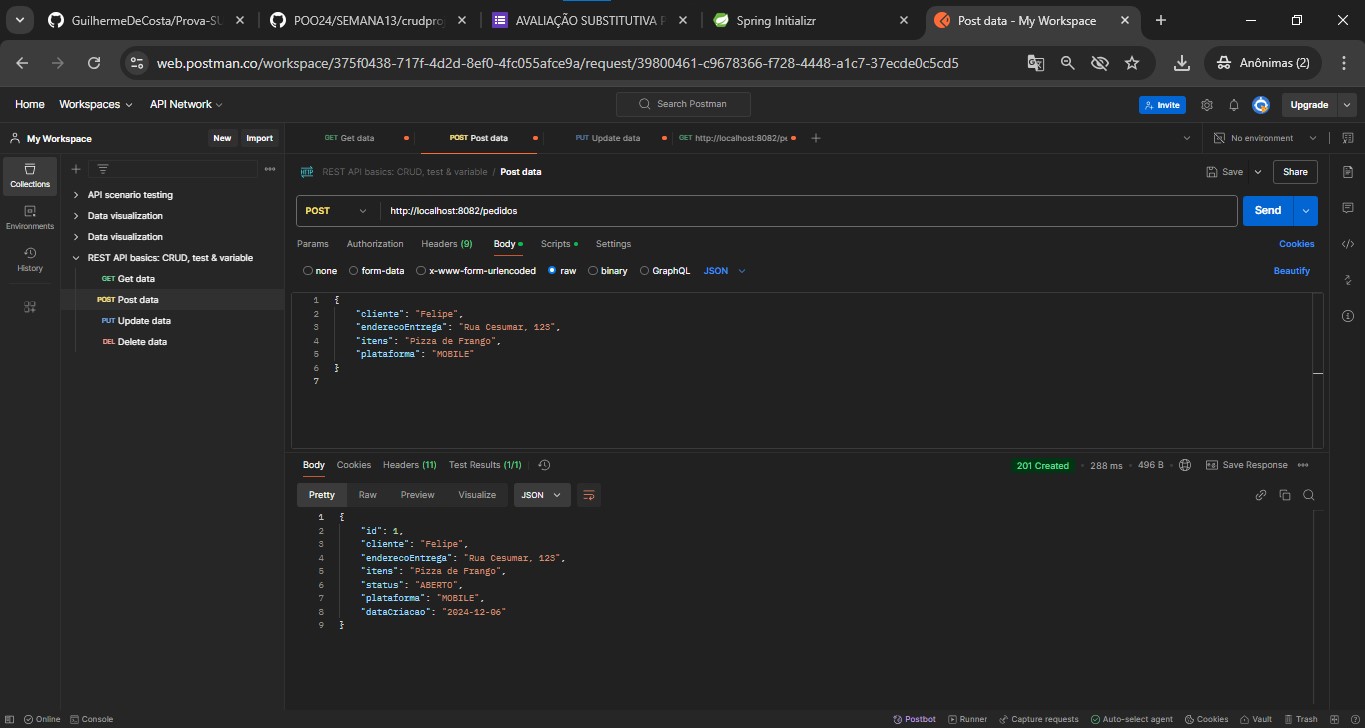 GuilhermeDeCosta/Prova-SU
POO24/SEMANA13/crudproj
AVALIAÇÃO SUBSTITUTIVA P
Spring Initializr
Post data - My Workspace
web.postman.co/workspace/375f0438-717f-4d2d-8ef0-4fc055afce9a/request/39800461-c9678366-f728-4448-a1c7-37ecde0c5cd5
Anônimas (2)
Home Workspaces API Network
Search Postman
Invite
Upgrade
My Workspace
New Import
GET Get data
POST Post data
PUT Update data
GET http://localhost:8082/pe
No environment
Collections
Environments
History
API scenario testing
Data visualization
Data visualization
REST API basics: CRUD, test & variable
GET Get data
POST Post data
PUT Update data
DEL Delete data
HTTP REST API basics: CRUD, test & variable / Post data
Save Share
POST http://localhost:8082/pedidos Send
Params Authorization Headers (9) Body Scripts Settings Cookies
none form-data x-www-form-urlencoded raw binary GraphQL JSON Beautify
1 {
2 "cliente": "Felipe",
3 "enderecoEntrega": "Rua Cesumar, 123",
4 "itens": "Pizza de Frango",
5 "plataforma": "MOBILE"
6 }
7
Body Cookies Headers (11) Test Results (1/1) 201 Created 288 ms 496 B Save Response
Pretty Raw Preview Visualize JSON
1 {
2 "id": 1,
3 "cliente": "Felipe",
4 "enderecoEntrega": "Rua Cesumar, 123",
5 "itens": "Pizza de Frango",
6 "status": "ABERTO",
7 "plataforma": "MOBILE",
8 "dataCriacao": "2024-12-06"
9 }
Online Console Postbot Runner Capture requests Auto-select agent Cookies Vault Trash